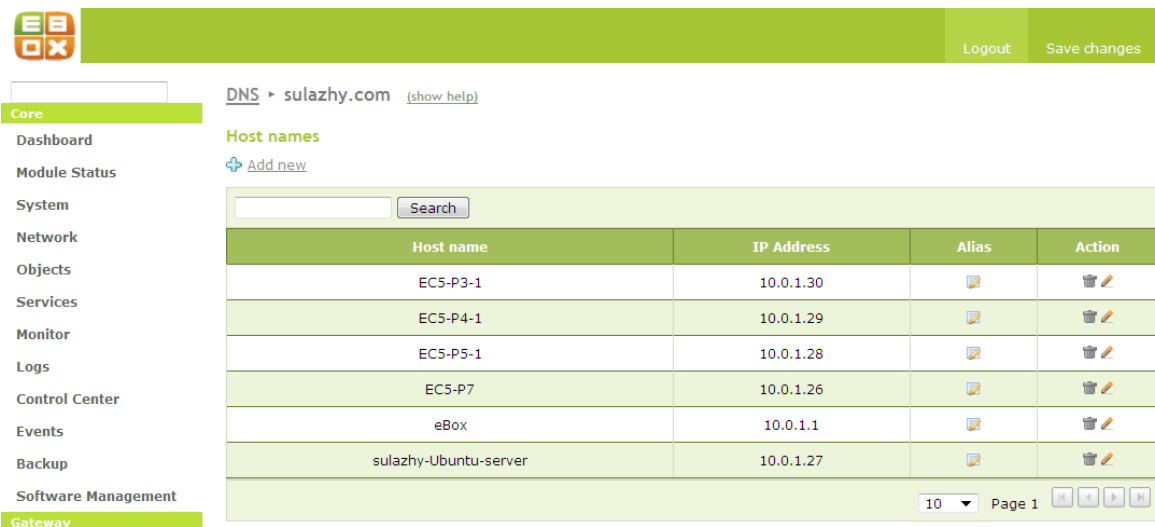 EBOX
Logout Save changes
DNS ▸ sulazhy.com (show help)
Core
Dashboard
Module Status
System
Network
Objects
Services
Monitor
Logs
Control Center
Events
Backup
Software Management
Gateway
Host names
Add new
Search
Host name IP Address Alias Action
EC5-P3-1 10.0.1.30
EC5-P4-1 10.0.1.29
EC5-P5-1 10.0.1.28
EC5-P7 10.0.1.26
eBox 10.0.1.1
sulazhy-Ubuntu-server 10.0.1.27
10 Page 1